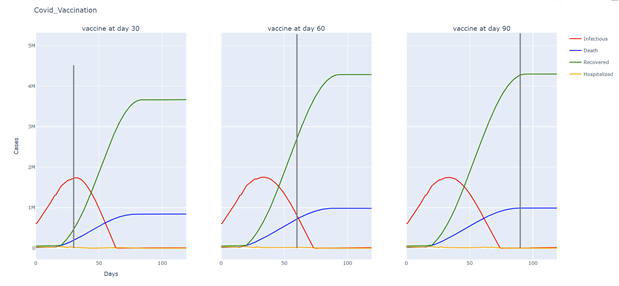 Covid_Vaccination
vaccine at day 30
vaccine at day 60
vaccine at day 90
Infectious
Death
Recovered
Hospitalized
Cases
5M
4M
3M
2M
1M
0
0 50 100
0 50 100
0 50 100
Days